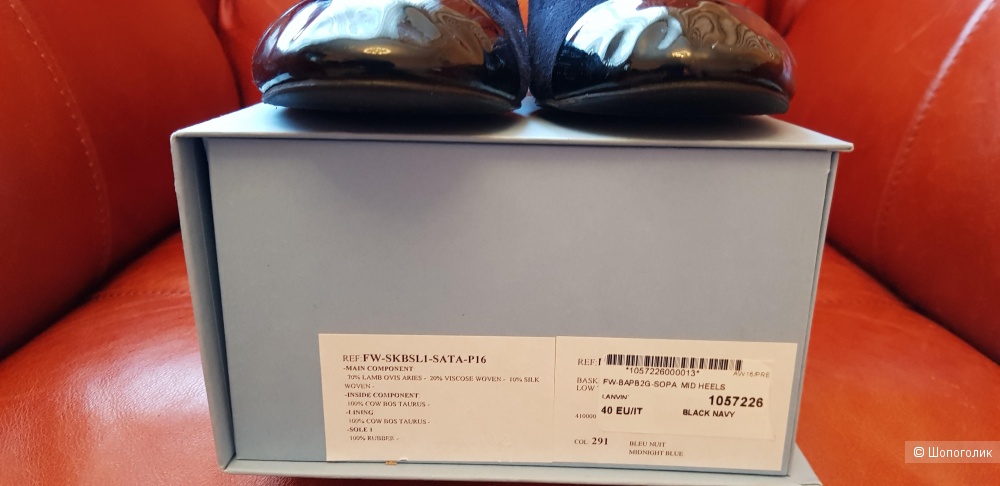 REF:FW-SKBSL1-SATA-P16
-MAIN COMPONENT
70% LAMB OVIS ARIES - 20% VISCOSE WOVEN - 10% SILK
WOVEN -
-INSIDE COMPONENT
100% COW BOS TAURUS -
-LINING
100% COW BOS TAURUS -
-SOLE 1
100% RUBBER -
REF:
*1057226000013*
AW16/PRE
BASK
LOW
FW-BAPB2G-SOPA MID HEELS
LANVIN
1057226
410000
40 EU/IT
BLACK NAVY
COL 291
BLEU NUIT
MIDNIGHT BLUE
© Шопоголик